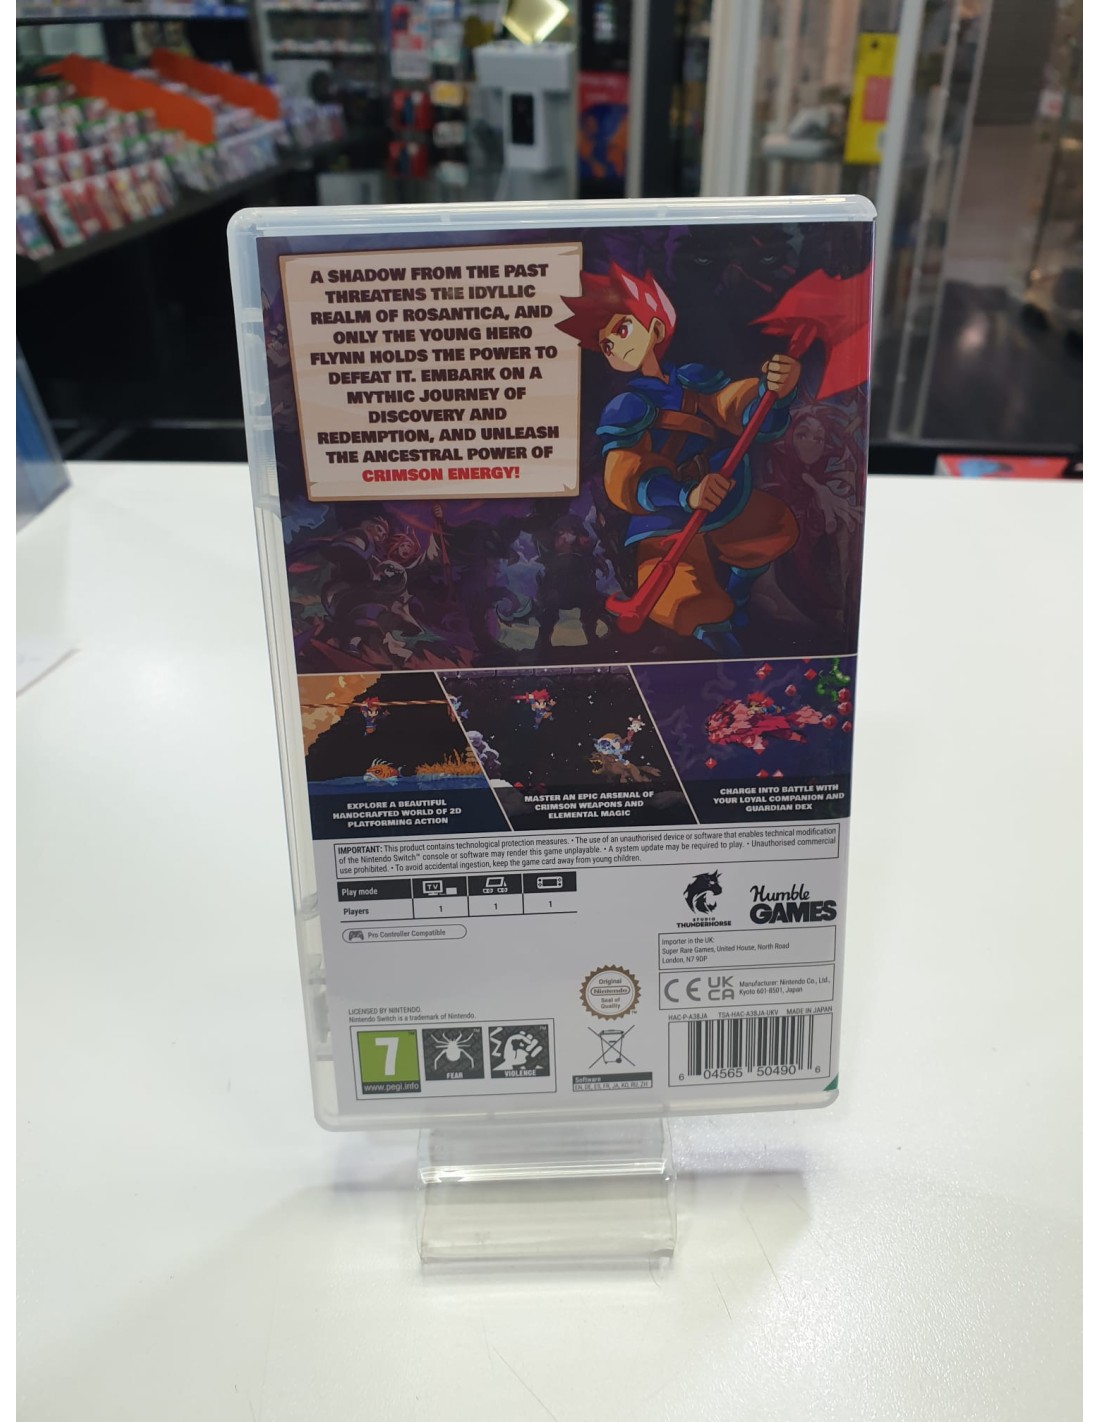 A SHADOW FROM THE PAST
THREATENS THE IDYLLIC
REALM OF ROSANTICA, AND
ONLY THE YOUNG HERO
FLYNN HOLDS THE POWER TO
DEFEAT IT. EMBARK ON A
MYTHIC JOURNEY OF
DISCOVERY AND
REDEMPTION, AND UNLEASH
THE ANCESTRAL POWER OF
CRIMSON ENERGY!
EXPLORE A BEAUTIFUL
HANDCRAFTED WORLD OF 2D
PLATFORMING ACTION
MASTER AN EPIC ARSENAL OF
CRIMSON WEAPONS AND
ELEMENTAL MAGIC
CHARGE INTO BATTLE WITH
YOUR LOYAL COMPANION AND
GUARDIAN DEX
IMPORTANT: This product contains technological protection measures. • The use of an unauthorised device or software that enables technical modification
of the Nintendo Switch™ console or software may render this game unplayable. • A system update may be required to play. • Unauthorised commercial
use prohibited. • To avoid accidental ingestion, keep the game card away from young children.
Play mode TV
Players 1 1 1
Pro Controller Compatible
STUDIO
THUNDERHORSE
Humble
GAMES
Importer in the UK:
Super Rare Games, United House, North Road
London, N7 9DP
CE UK
CA
Manufacturer: Nintendo Co., Ltd.,
Kyoto 601-8501, Japan
Original
Nintendo
Seal of
Quality
LICENSED BY NINTENDO.
Nintendo Switch is a trademark of Nintendo.
HAC-P-A38JA TSA-HAC-A38JA-UKV MADE IN JAPAN
7
www.pegi.info
FEAR
VIOLENCE
Software
EN, DE, ES, FR, JA, KO, RU, ZH
6 04565 50490 6